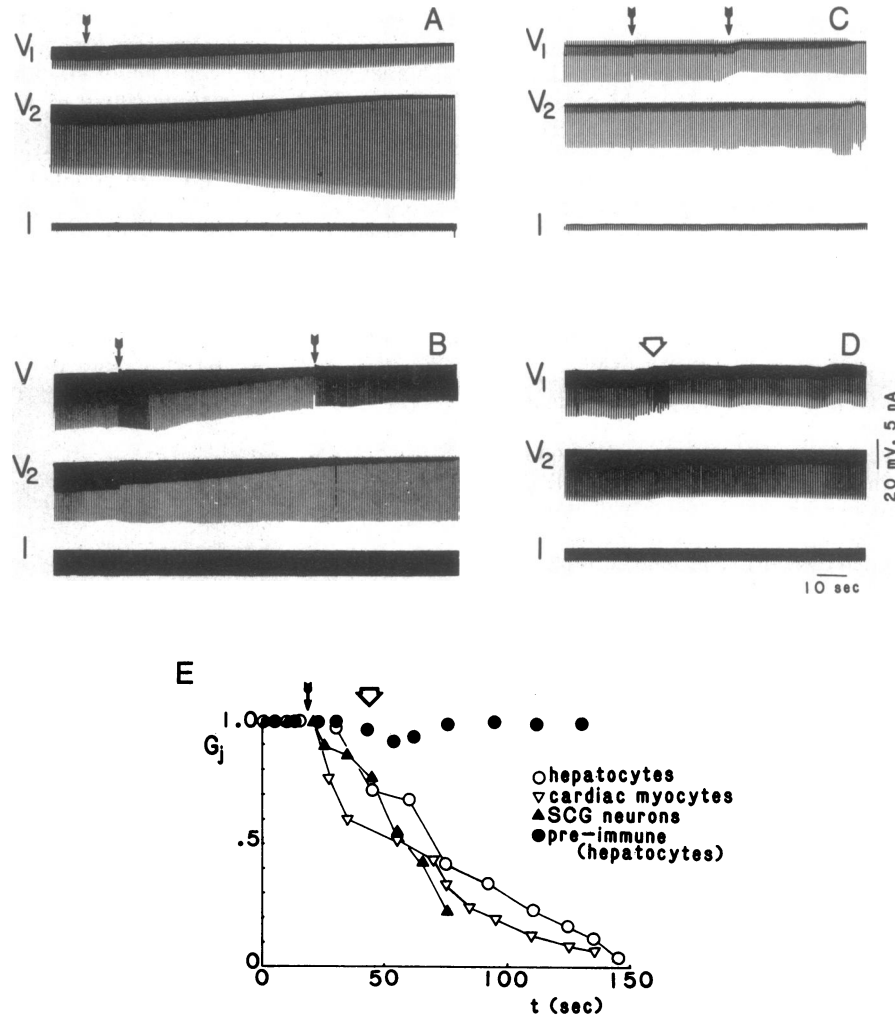 A
V1
V2
I
C
V1
V2
I
B
V
V2
I
D
V1
V2
I
20 mV, 5 nA
10 sec
E
1.0
Gj
.5
0
0 50 100 150
t (sec)
hepatocytes
cardiac myocytes
SCG neurons
pre-immune
(hepatocytes)